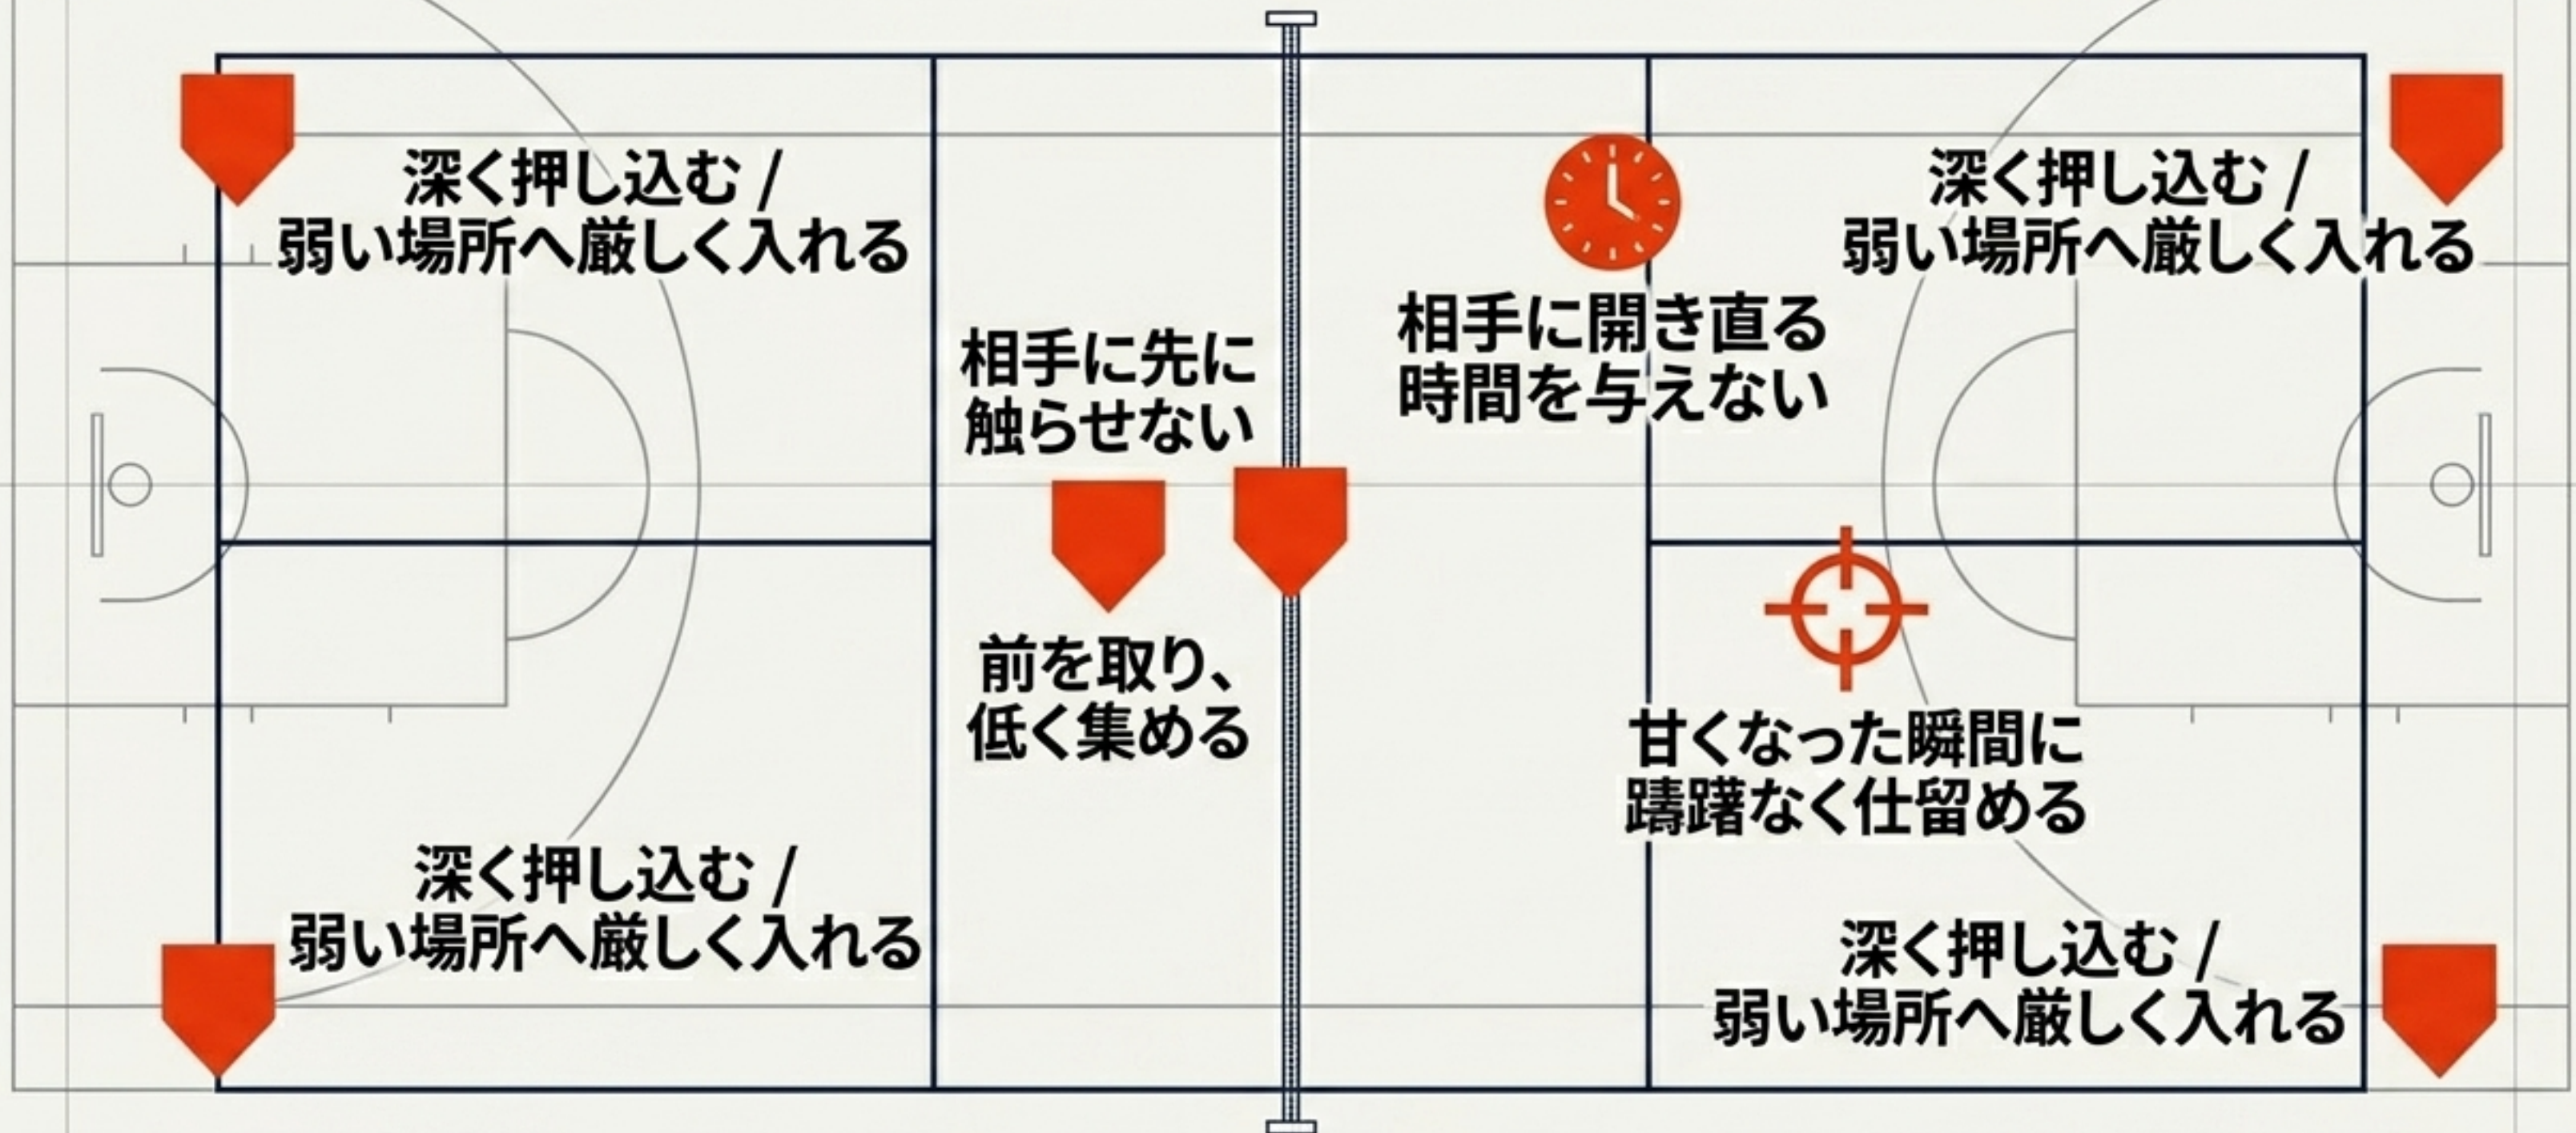 深く押し込む /
弱い場所へ厳しく入れる
深く押し込む /
弱い場所へ厳しく入れる
相手に開き直る
時間を与えない
相手に先に
触らせない
前を取り、
低く集める
甘くなった瞬間に
躊躇なく仕留める
深く押し込む /
弱い場所へ厳しく入れる
深く押し込む /
弱い場所へ厳しく入れる